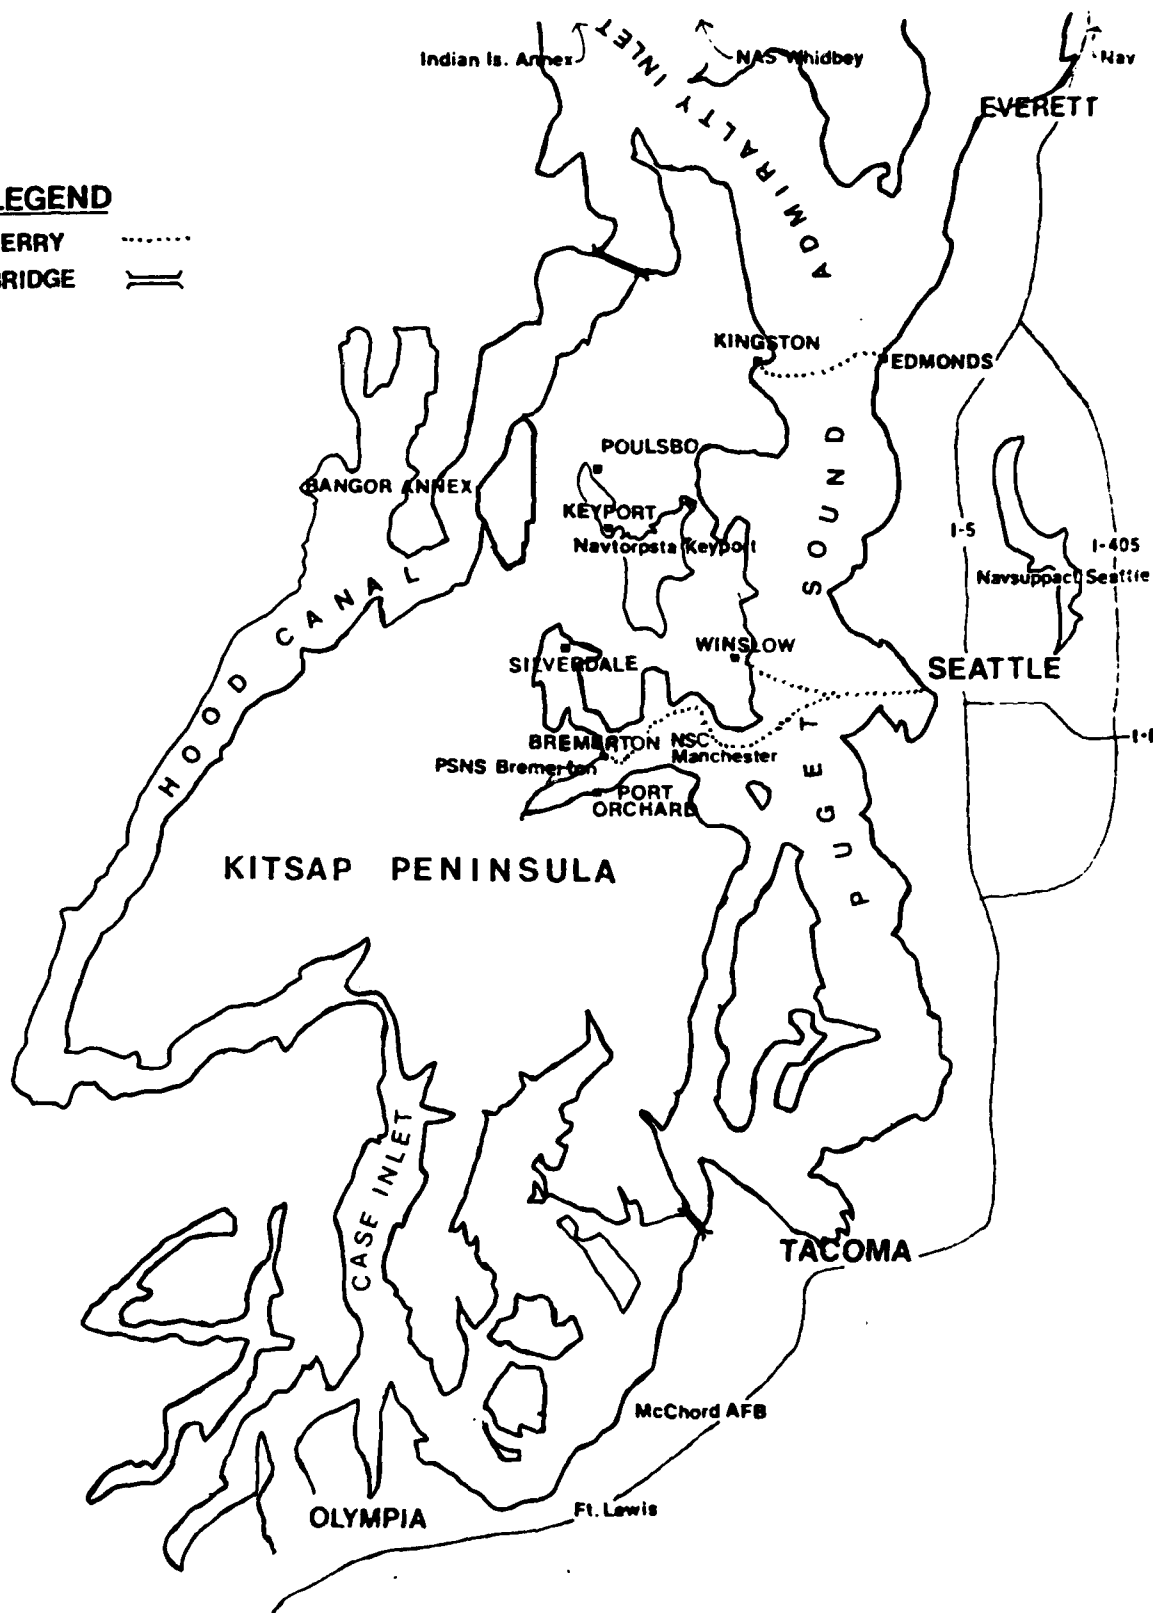 Indian Is. Annex
ADMIRALTY INLET
NAS Whidbey
Nav
EVERETT
LEGEND
ERRY
BRIDGE
KINGSTON
EDMONDS
POULSBO
BANGOR ANNEX
KEYPORT
Navtorpsta Keyport
I-5
I-405
Navsuppact Seattle
HOOD CANAL
PUGET SOUND
WINSLOW
SILVERDALE
SEATTLE
BREMERTON
NSC
Manchester
PSNS Bremerton
PORT
ORCHARD
KITSAP PENINSULA
CASE INLET
TACOMA
McChord AFB
Ft. Lewis
OLYMPIA